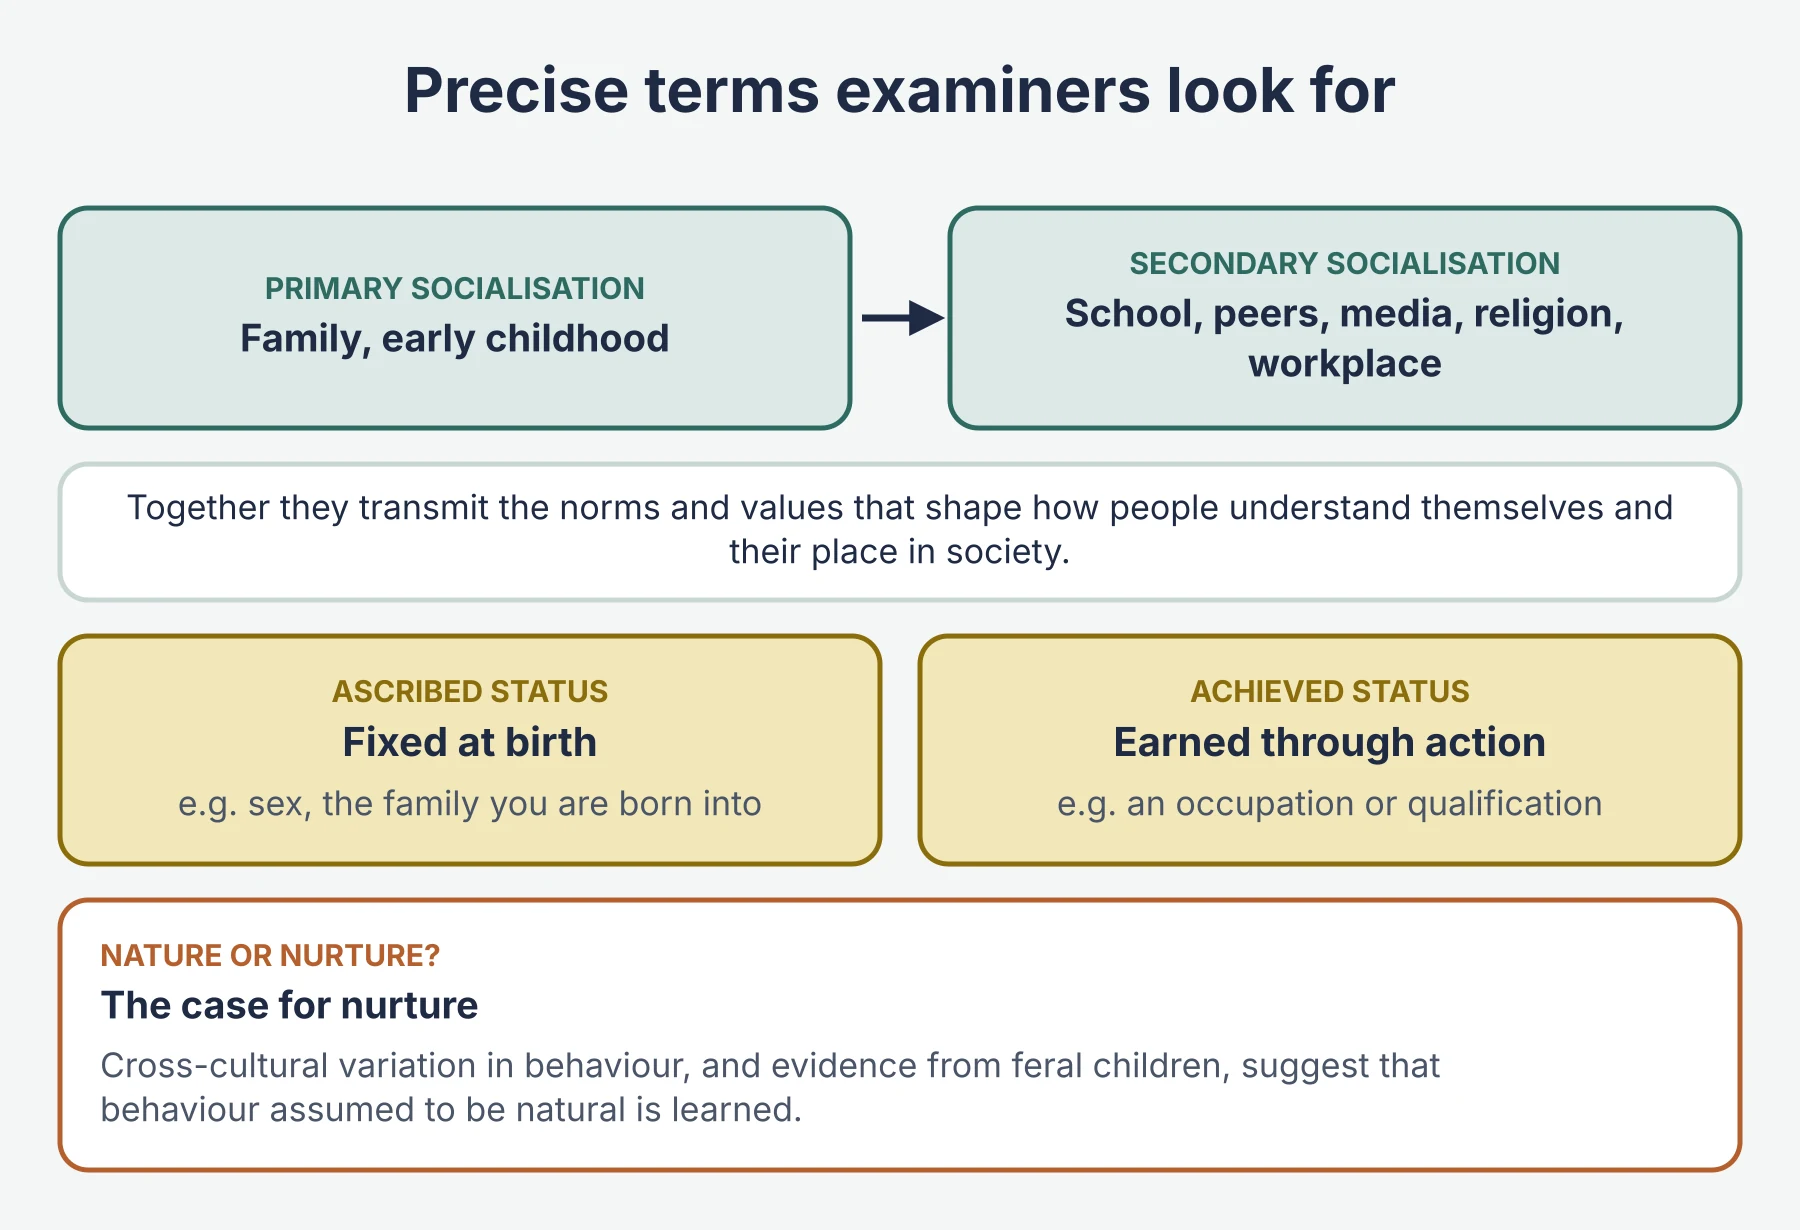 Precise terms examiners look for
PRIMARY SOCIALISATION
Family, early childhood
SECONDARY SOCIALISATION
School, peers, media, religion,
workplace
Together they transmit the norms and values that shape how people understand themselves and
their place in society.
ASCRIBED STATUS
Fixed at birth
e.g. sex, the family you are born into
ACHIEVED STATUS
Earned through action
e.g. an occupation or qualification
NATURE OR NURTURE?
The case for nurture
Cross-cultural variation in behaviour, and evidence from feral children, suggest that
behaviour assumed to be natural is learned.